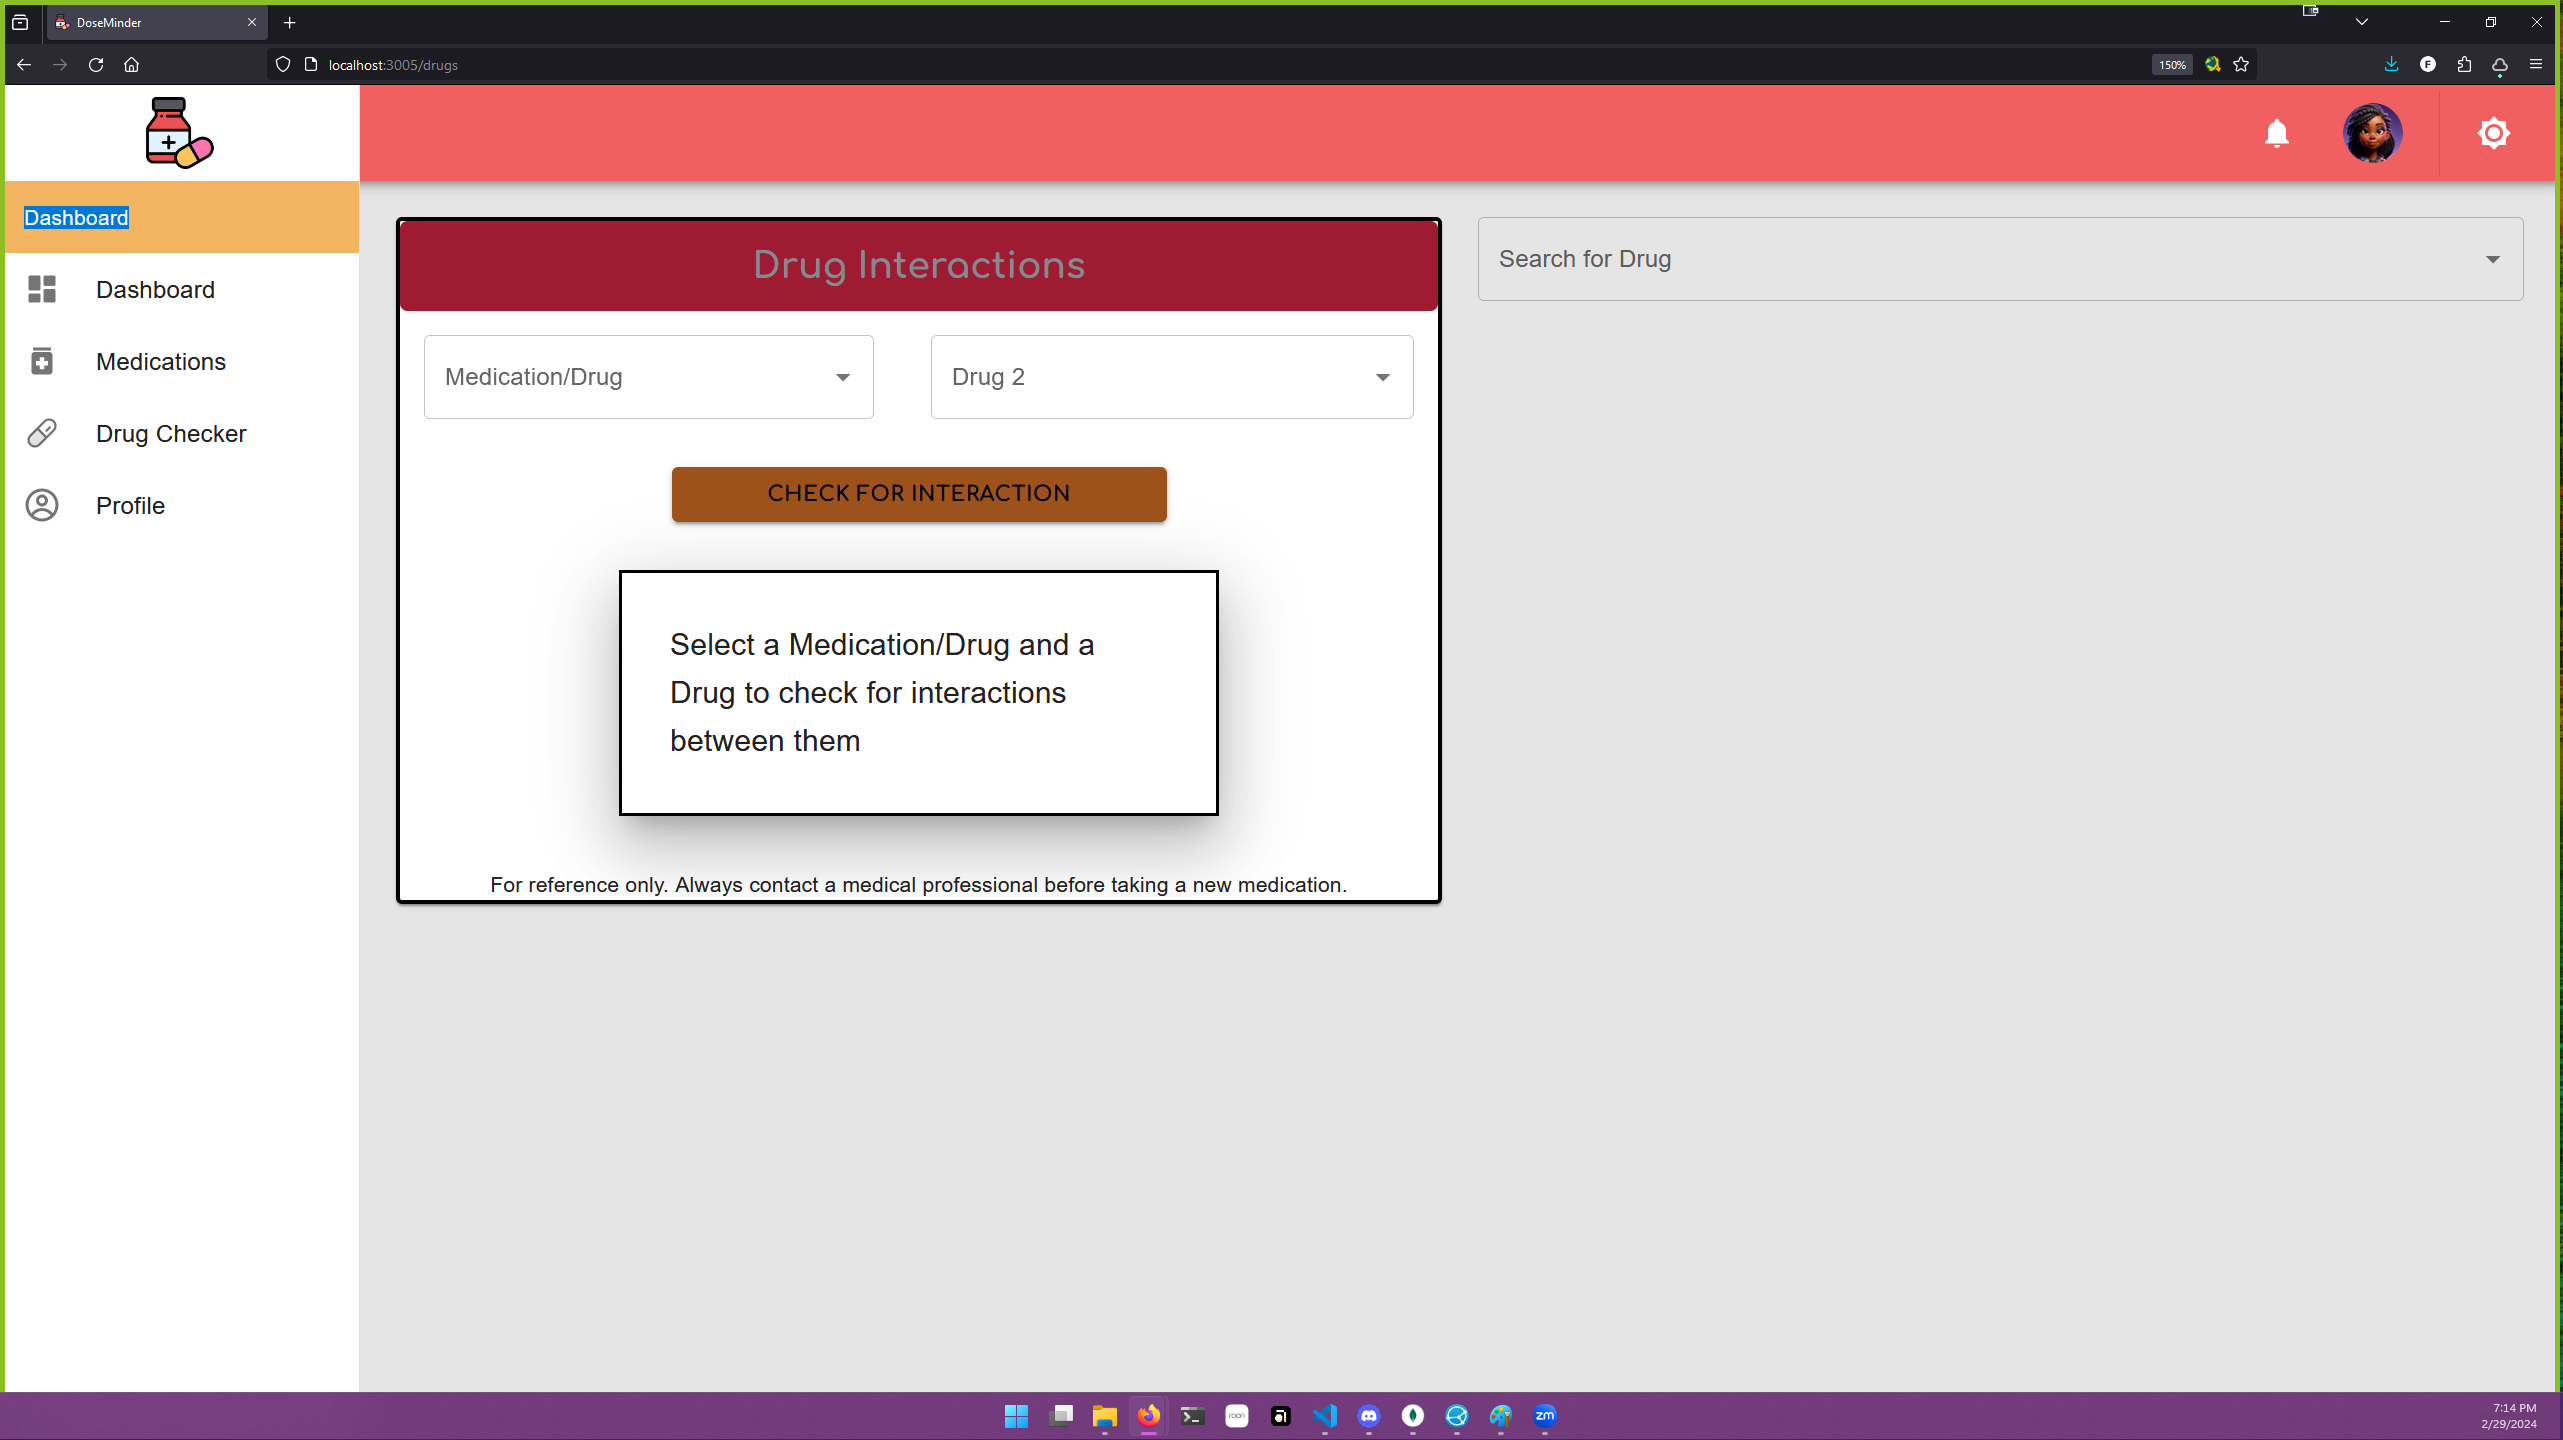 DoseMinder
localhost:3005/drugs
150%
F
Dashboard
Dashboard
Medications
Drug Checker
Profile
Drug Interactions
Medication/Drug
Drug 2
CHECK FOR INTERACTION
Select a Medication/Drug and a
Drug to check for interactions
between them
For reference only. Always contact a medical professional before taking a new medication.
Search for Drug
roon
zm
7:14 PM
2/29/2024